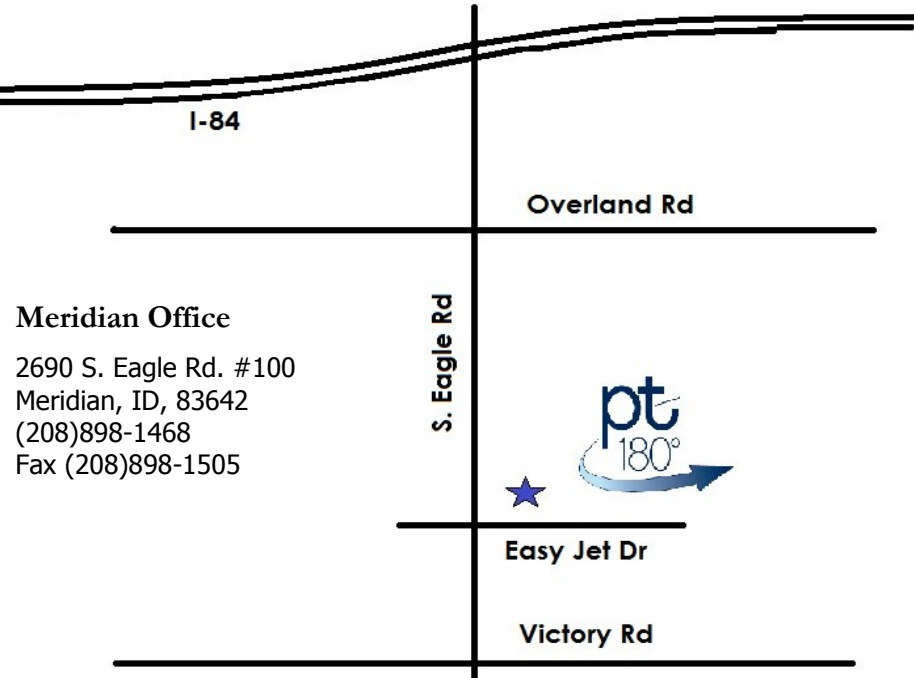 I-84
Overland Rd
S. Eagle Rd
Meridian Office
2690 S. Eagle Rd. #100
Meridian, ID, 83642
(208)898-1468
Fax (208)898-1505
pt
180°
Easy Jet Dr
Victory Rd